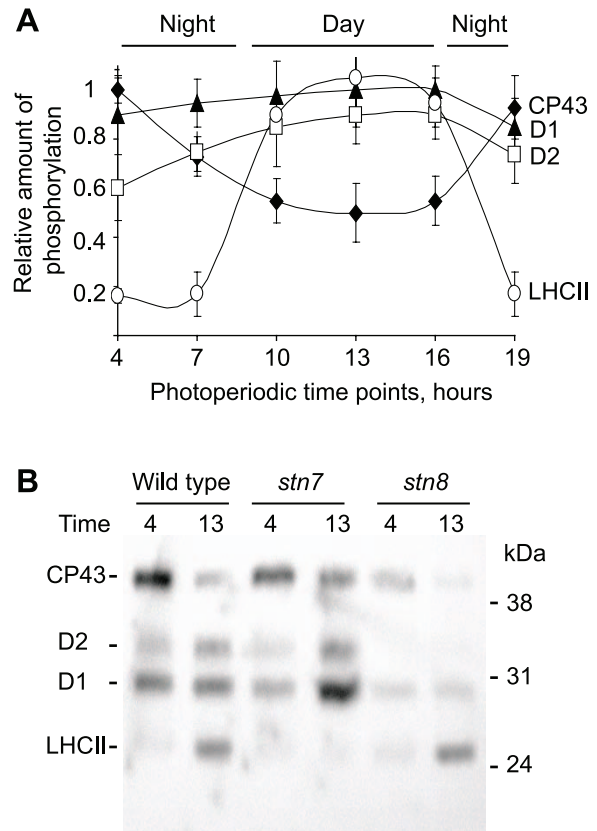 A
Night Day Night
Relative amount of
phosphorylation
1
0.8
0.6
0.4
0.2
CP43
D1
D2
LHCII
4 7 10 13 16 19
Photoperiodic time points, hours
B
Wild type stn7 stn8
Time 4 13 4 13 4 13
kDa
CP43-
- 38
D2 -
D1 -
- 31
LHCII-
- 24